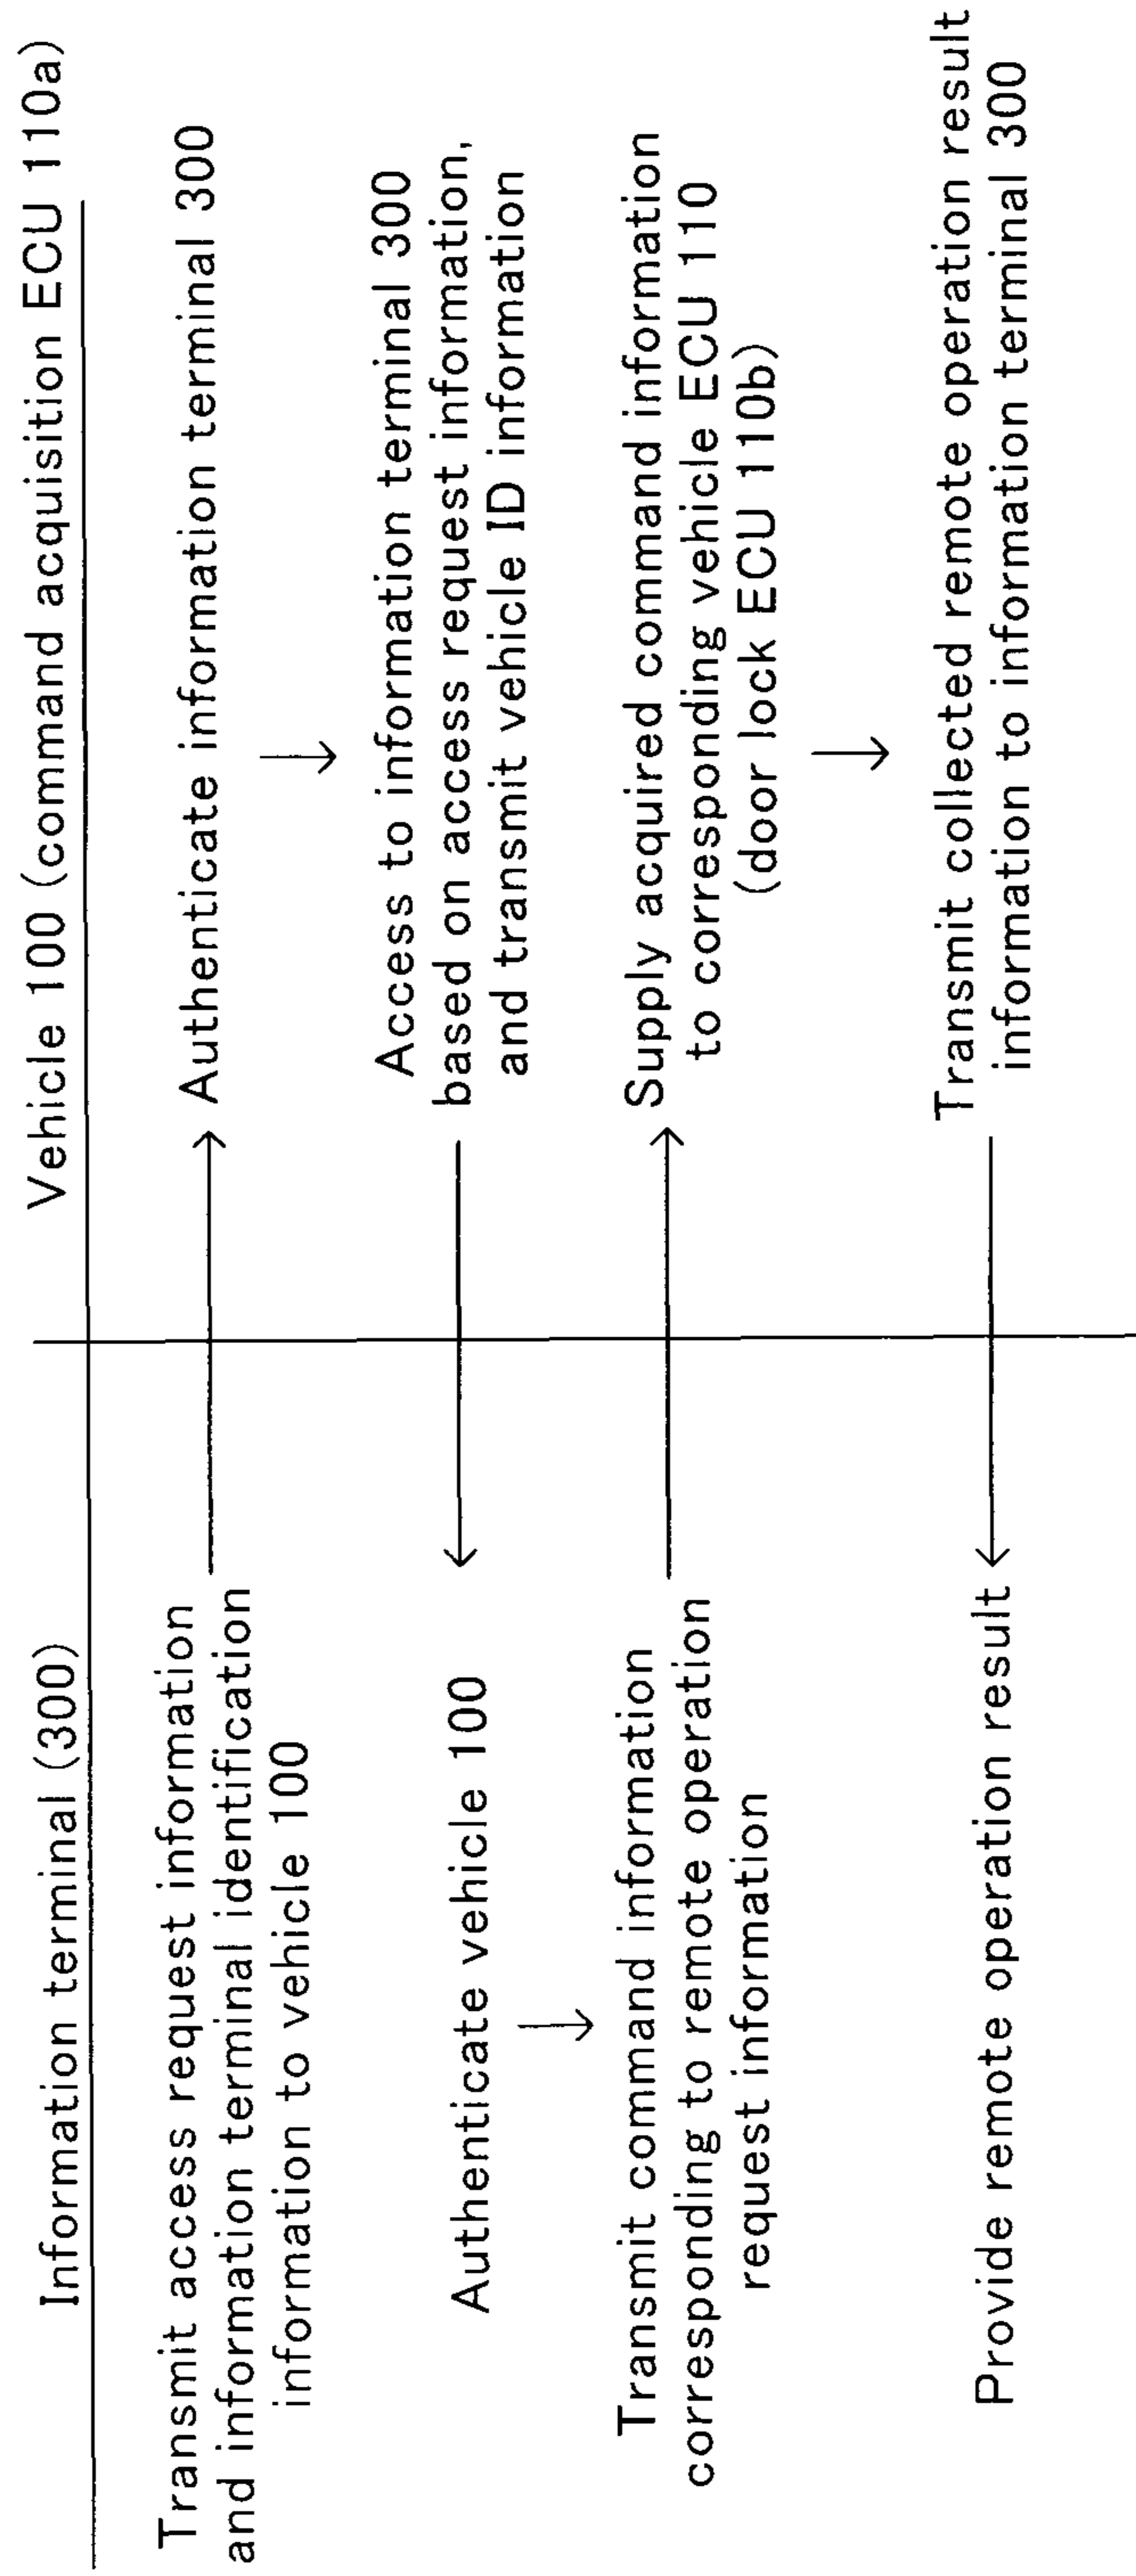 Information terminal (300)
Vehicle 100 (command acquisition ECU 110a)
Transmit access request information
and information terminal identification
information to vehicle 100
Authenticate information terminal 300
Access to information terminal 300
based on access request information,
and transmit vehicle ID information
Authenticate vehicle 100
Transmit command information
corresponding to remote operation
request information
Supply acquired command information
to corresponding vehicle ECU 110
(door lock ECU 110b)
Transmit collected remote operation result
information to information terminal 300
Provide remote operation result